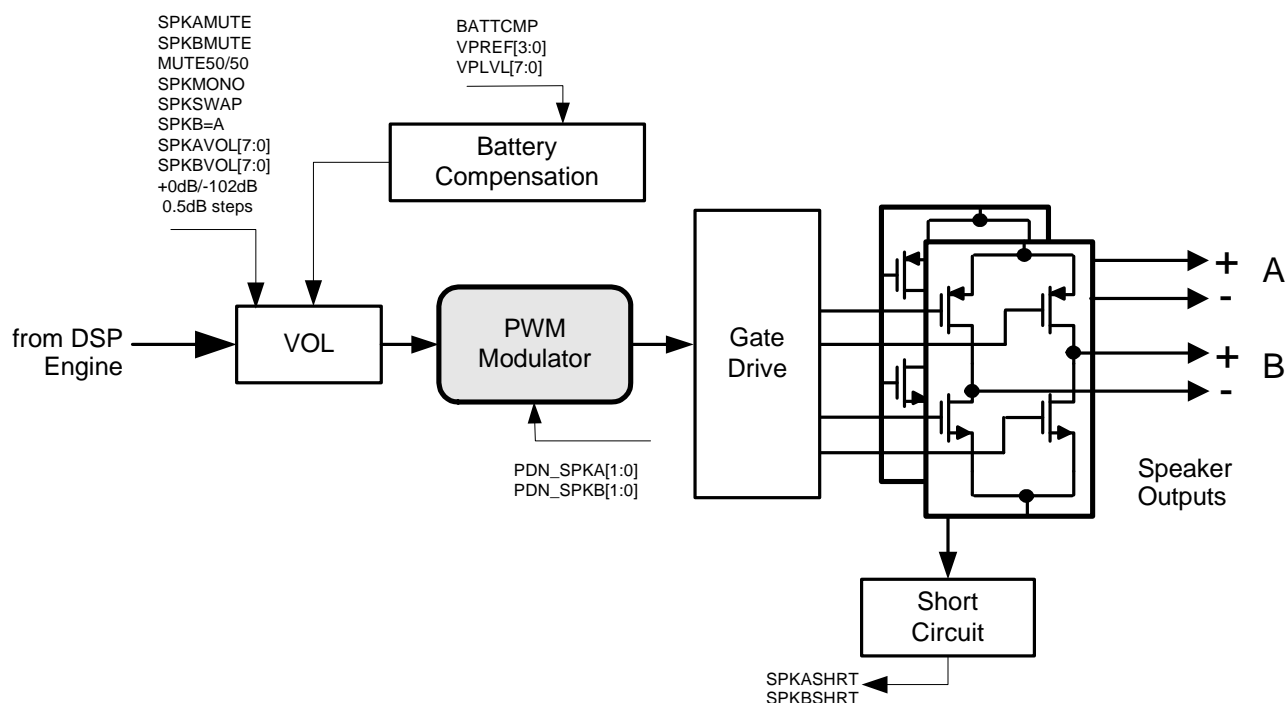 SPKAMUTE
SPKBMUTE
MUTE50/50
SPKMONO
SPKSWAP
SPKB=A
SPKAVOL[7:0]
SPKBVOL[7:0]
+0dB/-102dB
0.5dB steps
BATTCMP
VPREF[3:0]
VPLVL[7:0]
Battery
Compensation
from DSP
Engine
VOL
PWM
Modulator
PDN_SPKA[1:0]
PDN_SPKB[1:0]
Gate
Drive
+
-
A
+
-
B
Speaker
Outputs
Short
Circuit
SPKASHRT
SPKBSHRT